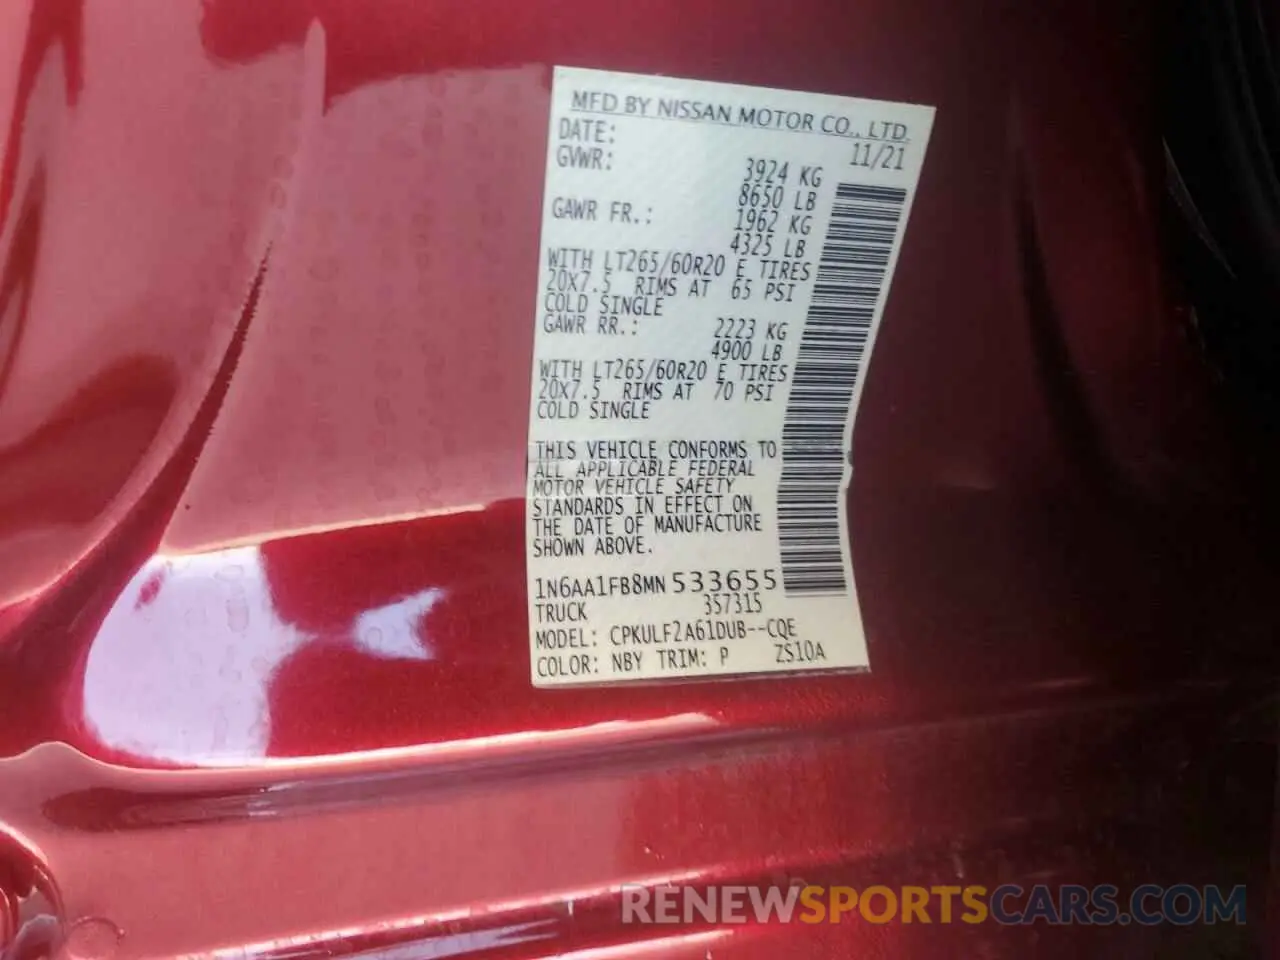 MFD BY NISSAN MOTOR CO., LTD.
DATE: 11/21
GVWR: 3924 KG
8650 LB
GAWR FR.: 1962 KG
4325 LB
WITH LT265/60R20 E TIRES
20X7.5 RIMS AT 65 PSI
COLD SINGLE
GAWR RR.: 2223 KG
4900 LB
WITH LT265/60R20 E TIRES
20X7.5 RIMS AT 70 PSI
COLD SINGLE
THIS VEHICLE CONFORMS TO
ALL APPLICABLE FEDERAL
MOTOR VEHICLE SAFETY
STANDARDS IN EFFECT ON
THE DATE OF MANUFACTURE
SHOWN ABOVE.
1N6AA1FB8MN 533655
TRUCK 357315
MODEL: CPKULF2A61DUB--CQE
COLOR: NBY TRIM: P ZS10A
RENEWSPORTSCARS.COM